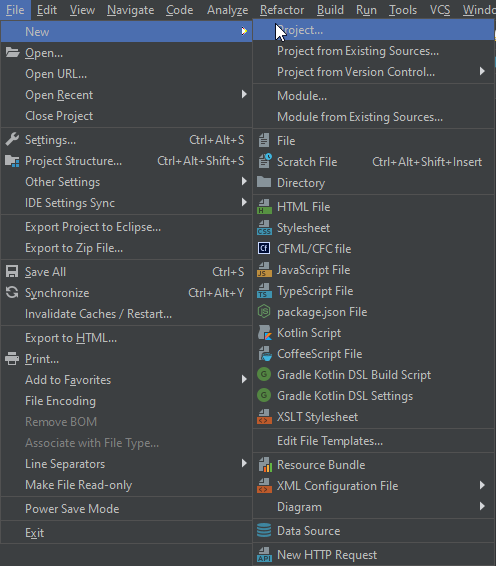 File Edit View Navigate Code Analyze Refactor Build Run Tools VCS
New
Open...
Open URL...
Open Recent
Close Project
Settings... Ctrl+Alt+S
Project Structure... Ctrl+Alt+Shift+S
Other Settings
IDE Settings Sync
Export Project to Eclipse...
Export to Zip File...
Save All Ctrl+S
Synchronize Ctrl+Alt+Y
Invalidate Caches / Restart...
Export to HTML...
Print...
Add to Favorites
File Encoding
Remove BOM
Associate with File Type...
Line Separators
Make File Read-only
Power Save Mode
Exit
Project...
Project from Existing Sources...
Project from Version Control...
Module...
Module from Existing Sources...
File
Scratch File Ctrl+Alt+Shift+Insert
Directory
HTML File
Stylesheet
CFML/CFC file
JavaScript File
TypeScript File
package.json File
Kotlin Script
CoffeeScript File
Gradle Kotlin DSL Build Script
Gradle Kotlin DSL Settings
XSLT Stylesheet
Edit File Templates...
Resource Bundle
XML Configuration File
Diagram
Data Source
New HTTP Request